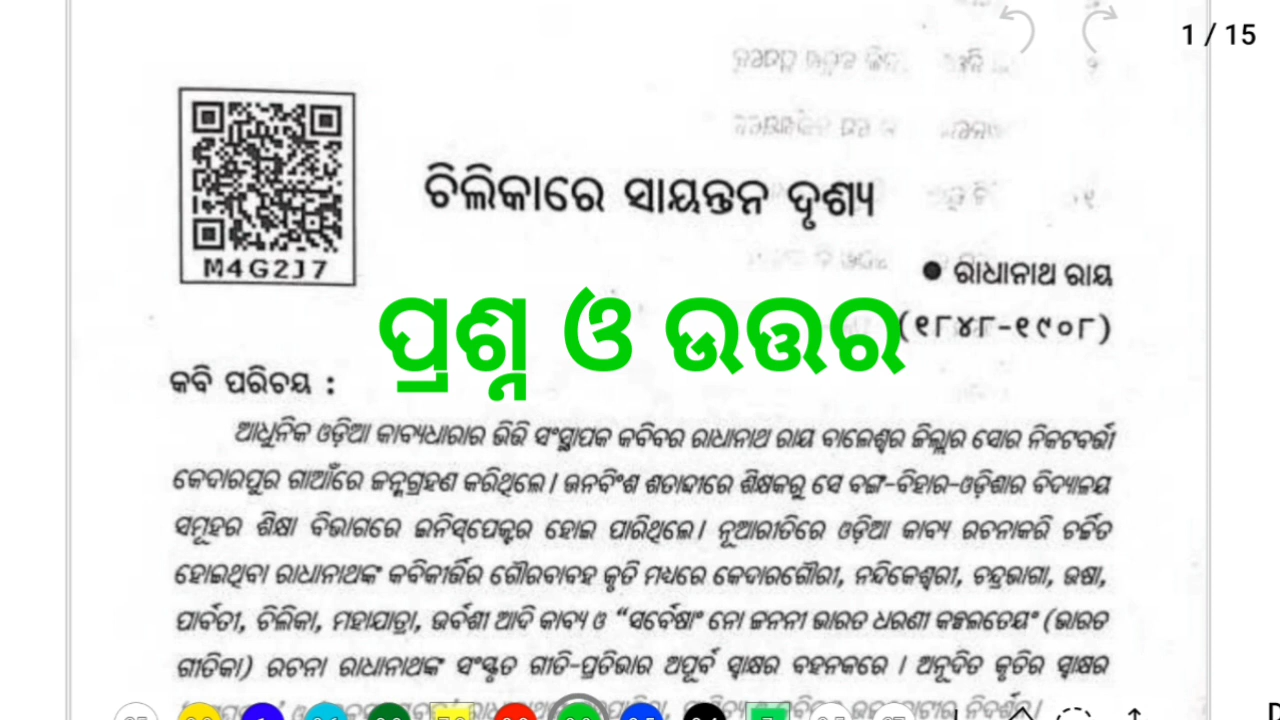 1 / 15
M4G2J7
ଚିଲିକାରେ ସାୟନ୍ତନ ଦୃଶ୍ୟ
● ରାଧାନାଥ ରାୟ
(୧୮୪୮-୧୯୦୮)
ପ୍ରଶ୍ନ ଓ ଉତ୍ତର
କବି ପରିଚୟ :
ଆଧୁନିକ ଓଡ଼ିଆ କାବ୍ୟଧାରାର ଭିତ୍ତି ସଂସ୍ଥାପକ କବିବର ରାଧାନାଥ ରାୟ ବାଲେଶ୍ୱର ଜିଲ୍ଲାର ସୋର ନିକଟବର୍ତ୍ତୀ
କେଦାରପୁର ଗାଆଁରେ ଜନ୍ମଗ୍ରହଣ କରିଥିଲେ । ଊନବିଂଶ ଶତାବ୍ଦୀରେ ଶିକ୍ଷକରୁ ସେ ବଙ୍ଗ-ବିହାର-ଓଡ଼ିଶାର ବିଦ୍ୟାଳୟ
ସମୂହର ଶିକ୍ଷା ବିଭାଗରେ ଇନିସ୍ପେକ୍ଟର ହୋଇ ପାରିଥିଲେ । ନୂଆରୀତିରେ ଓଡ଼ିଆ କାବ୍ୟ ରଚନାକରି ଚର୍ଚ୍ଚିତ
ହୋଇଥିବା ରାଧାନାଥଙ୍କ କବିକୀର୍ତ୍ତିର ଗୌରବାବହ କୃତି ମଧ୍ୟରେ କେଦାରଗୌରୀ, ନନ୍ଦିକେଶ୍ୱରୀ, ଚନ୍ଦ୍ରଭାଗା, ଉଷା,
ପାର୍ବତୀ, ଚିଲିକା, ମହାଯାତ୍ରା, ଉର୍ବଶୀ ଆଦି କାବ୍ୟ ଓ “ସର୍ବେଷାଂ ନୋ ଜନନୀ ଭାରତ ଧରଣୀ କଳ୍ପଲତେୟଂ (ଭାରତ
ଗୀତିକା) ରଚନା ରାଧାନାଥଙ୍କ ସଂସ୍କୃତ ଗୀତି-ପ୍ରତିଭାର ଅପୂର୍ବ ସ୍ୱାକ୍ଷର ବହନକରେ । ଅନୂଦିତ କୃତିର ସ୍ୱାକ୍ଷର